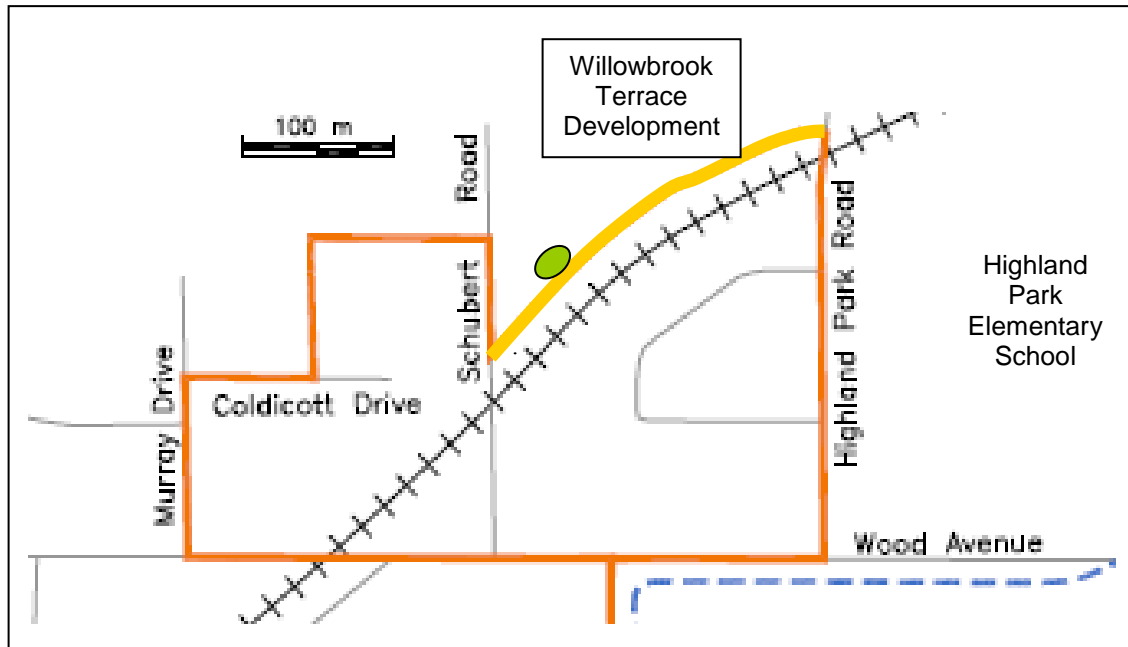 Willowbrook
Terrace
Development
100 m
Road
Schubert
Highland Park Road
Highland
Park
Elementary
School
Murray Drive
Coldicott Drive
Wood Avenue